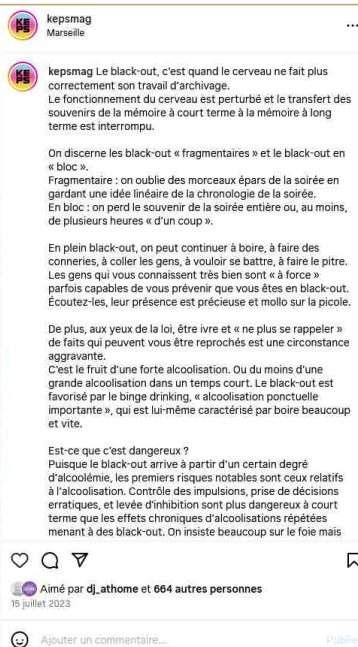 kepsmag
Marseille
kepsmag Le black-out, c'est quand le cerveau ne fait plus
correctement son travail d'archivage.
Le fonctionnement du cerveau est perturbé et le transfert des
souvenirs de la mémoire à court terme à la mémoire à long
terme est interrompu.
On discerne les black-out « fragmentaires » et le black-out en
« bloc ».
Fragmentaire : on oublie des morceaux épars de la soirée en
gardant une idée linéaire de la chronologie de la soirée.
En bloc : on perd le souvenir de la soirée entière ou, au moins,
de plusieurs heures « d'un coup ».
En plein black-out, on peut continuer à boire, à faire des
conneries, à coller les gens, à vouloir se battre, à faire le pitre.
Les gens qui vous connaissent très bien sont « à force »
parfois capables de vous prévenir que vous êtes en black-out.
Écoutez-les, leur présence est précieuse et mollo sur la picole.
De plus, aux yeux de la loi, être ivre et « ne plus se rappeler »
de faits qui peuvent vous être reprochés est une circonstance
aggravante.
C'est le fruit d'une forte alcoolisation. Ou du moins d'une
grande alcoolisation dans un temps court. Le black-out est
favorisé par le binge drinking, « alcoolisation ponctuelle
importante », qui est lui-même caractérisé par boire beaucoup
et vite.
Est-ce que c'est dangereux ?
Puisque le black-out arrive à partir d'un certain degré
d'alcoolémie, les premiers risques notables sont ceux relatifs
à l'alcoolisation. Contrôle des impulsions, prise de décisions
erratiques, et levée d'inhibition sont plus dangereux à court
terme que les effets chroniques d'alcoolisations répétées
menant à des black-out. On insiste beaucoup sur le foie mais
Aimé par dj_athome et 664 autres personnes
15 juillet 2023
Ajouter un commentaire...
Publier